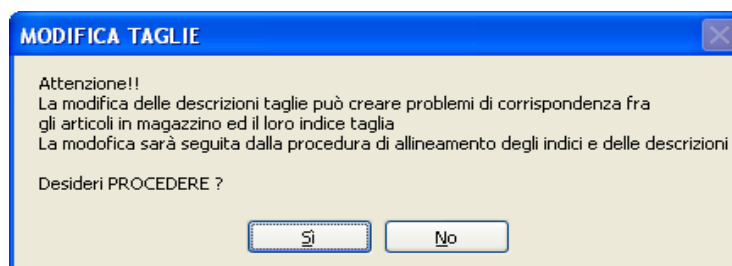 MODIFICA TAGLIE
Attenzione!!
La modifica delle descrizioni taglie può creare problemi di corrispondenza fra
gli articoli in magazzino ed il loro indice taglia
La modofica sarà seguita dalla procedura di allineamento degli indici e delle descrizioni
Desideri PROCEDERE ?
Sì
No